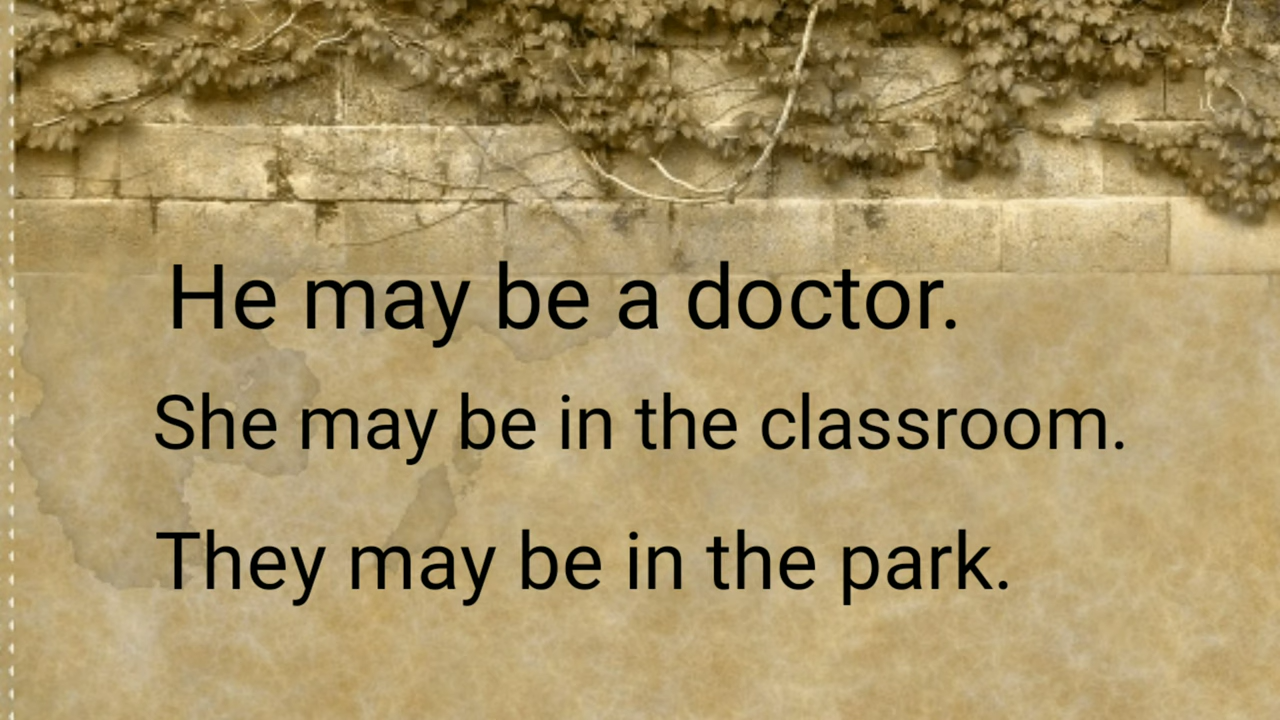 He may be a doctor.
She may be in the classroom.
They may be in the park.